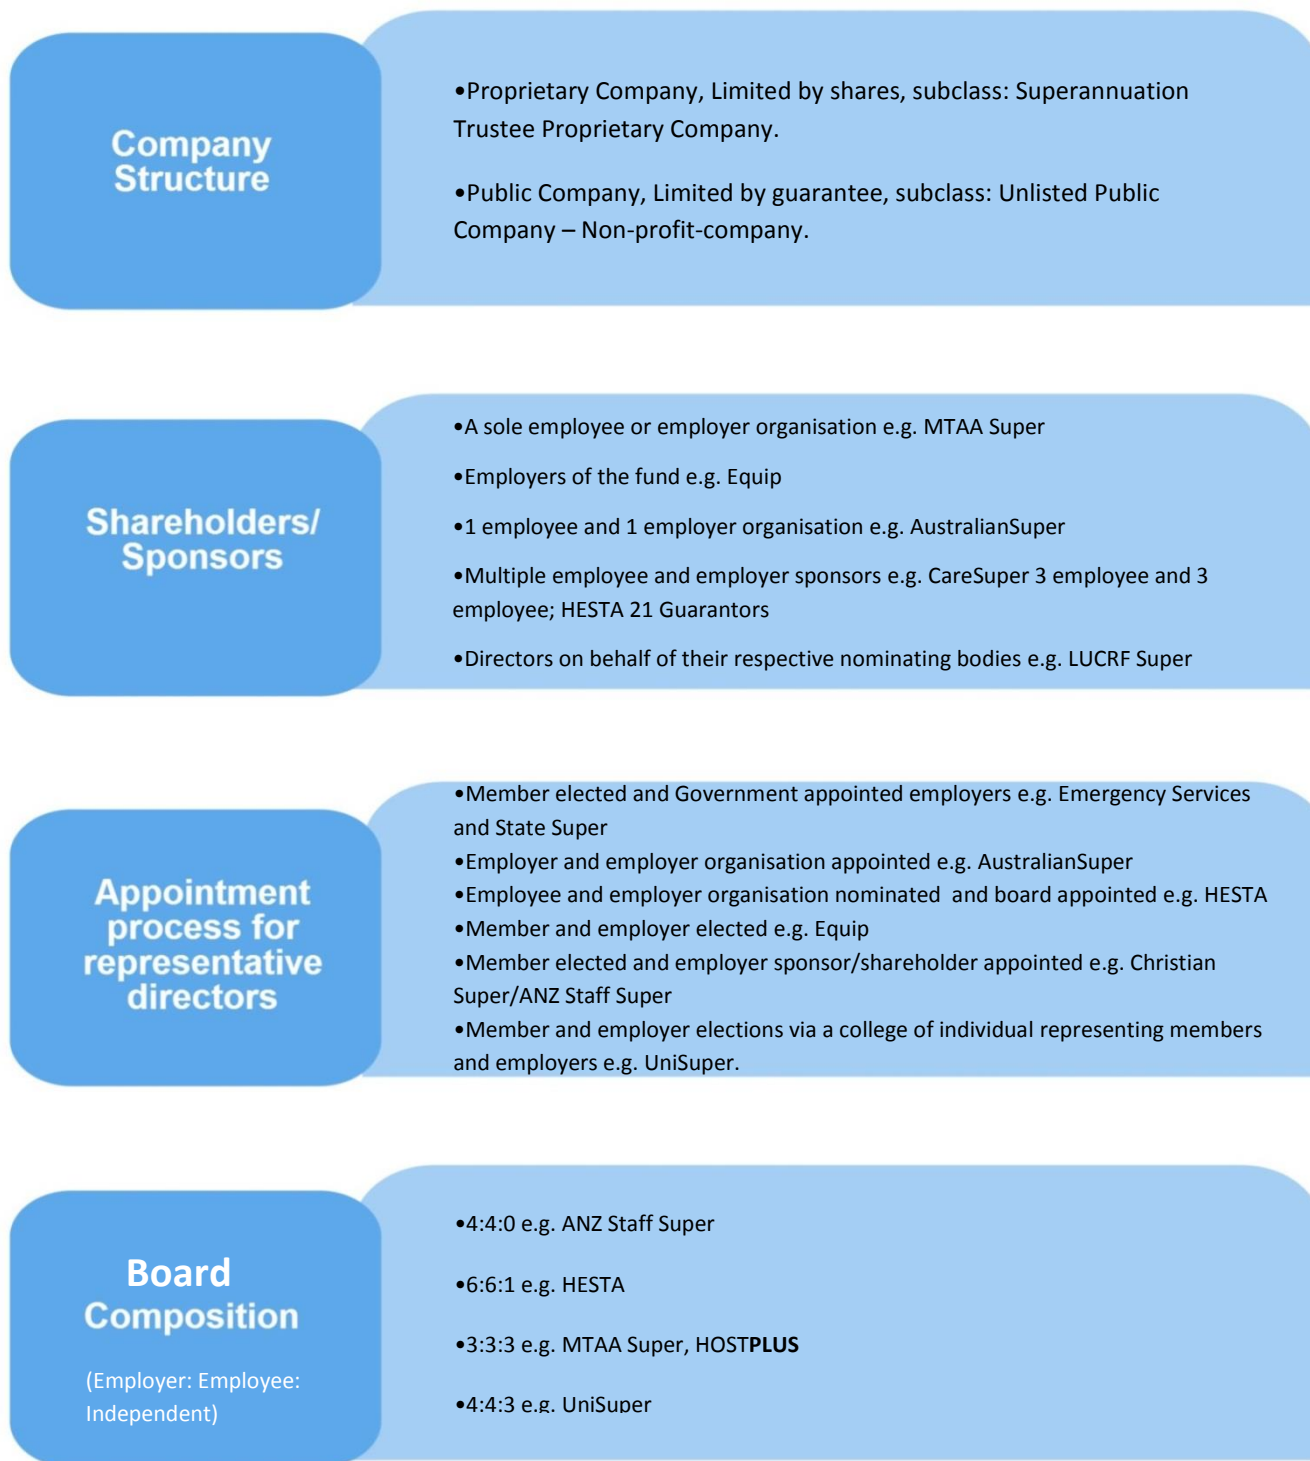 Company
Structure
•Proprietary Company, Limited by shares, subclass: Superannuation
Trustee Proprietary Company.
•Public Company, Limited by guarantee, subclass: Unlisted Public
Company – Non-profit-company.
Shareholders/
Sponsors
•A sole employee or employer organisation e.g. MTAA Super
•Employers of the fund e.g. Equip
•1 employee and 1 employer organisation e.g. AustralianSuper
•Multiple employee and employer sponsors e.g. CareSuper 3 employee and 3
employee; HESTA 21 Guarantors
•Directors on behalf of their respective nominating bodies e.g. LUCRF Super
Appointment
process for
representative
directors
•Member elected and Government appointed employers e.g. Emergency Services
and State Super
•Employer and employer organisation appointed e.g. AustralianSuper
•Employee and employer organisation nominated  and board appointed e.g. HESTA
•Member and employer elected e.g. Equip
•Member elected and employer sponsor/shareholder appointed e.g. Christian
Super/ANZ Staff Super
•Member and employer elections via a college of individual representing members
and employers e.g. UniSuper.
Board
Composition
(Employer: Employee:
Independent)
•4:4:0 e.g. ANZ Staff Super
•6:6:1 e.g. HESTA
•3:3:3 e.g. MTAA Super, HOSTPLUS
•4:4:3 e.g. UniSuper